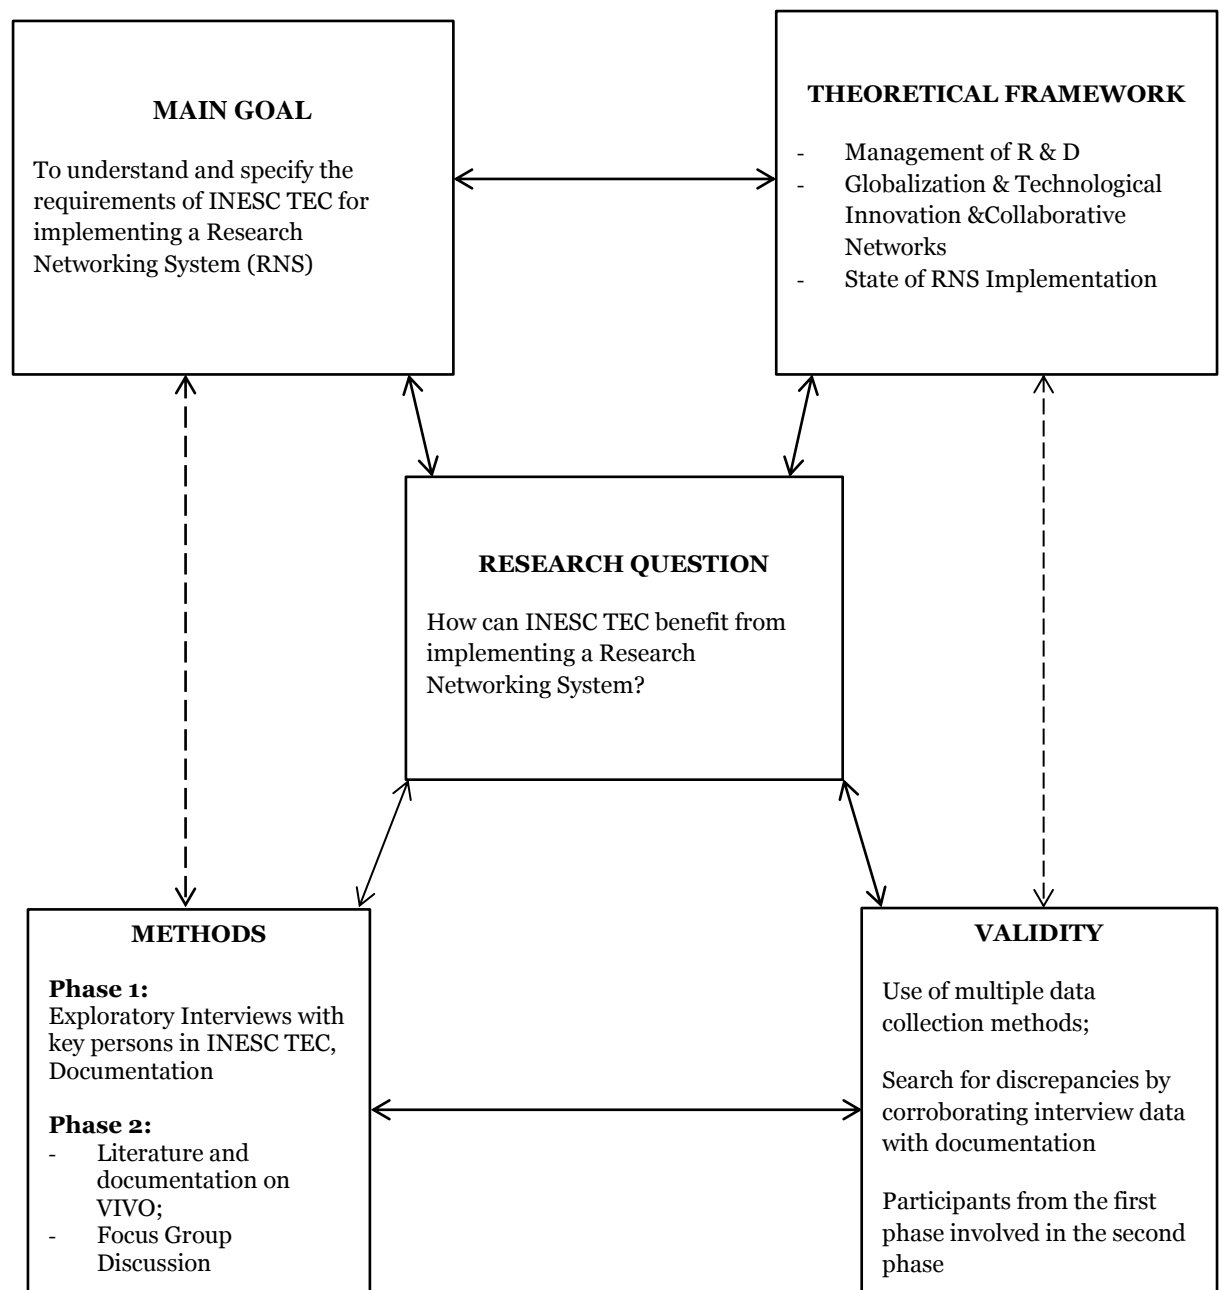 MAIN GOAL
To understand and specify the
requirements of INESC TEC for
implementing a Research
Networking System (RNS)
THEORETICAL FRAMEWORK
- Management of R & D
- Globalization & Technological
Innovation &Collaborative
Networks
- State of RNS Implementation
RESEARCH QUESTION
How can INESC TEC benefit from
implementing a Research
Networking System?
METHODS
Phase 1:
Exploratory Interviews with
key persons in INESC TEC,
Documentation
Phase 2:
- Literature and
documentation on
VIVO;
- Focus Group
Discussion
VALIDITY
Use of multiple data
collection methods;
Search for discrepancies by
corroborating interview data
with documentation
Participants from the first
phase involved in the second
phase